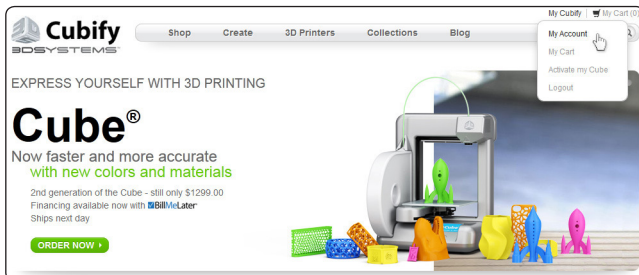 My Cubify | My Cart (0)
Cubify
3DSYSTEMS™
Shop Create 3D Printers Collections Blog
My Account
My Cart
Activate my Cube
Logout
EXPRESS YOURSELF WITH 3D PRINTING
Cube®
Now faster and more accurate
with new colors and materials
2nd generation of the Cube - still only $1299.00
Financing available now with BillMeLater
Ships next day
ORDER NOW